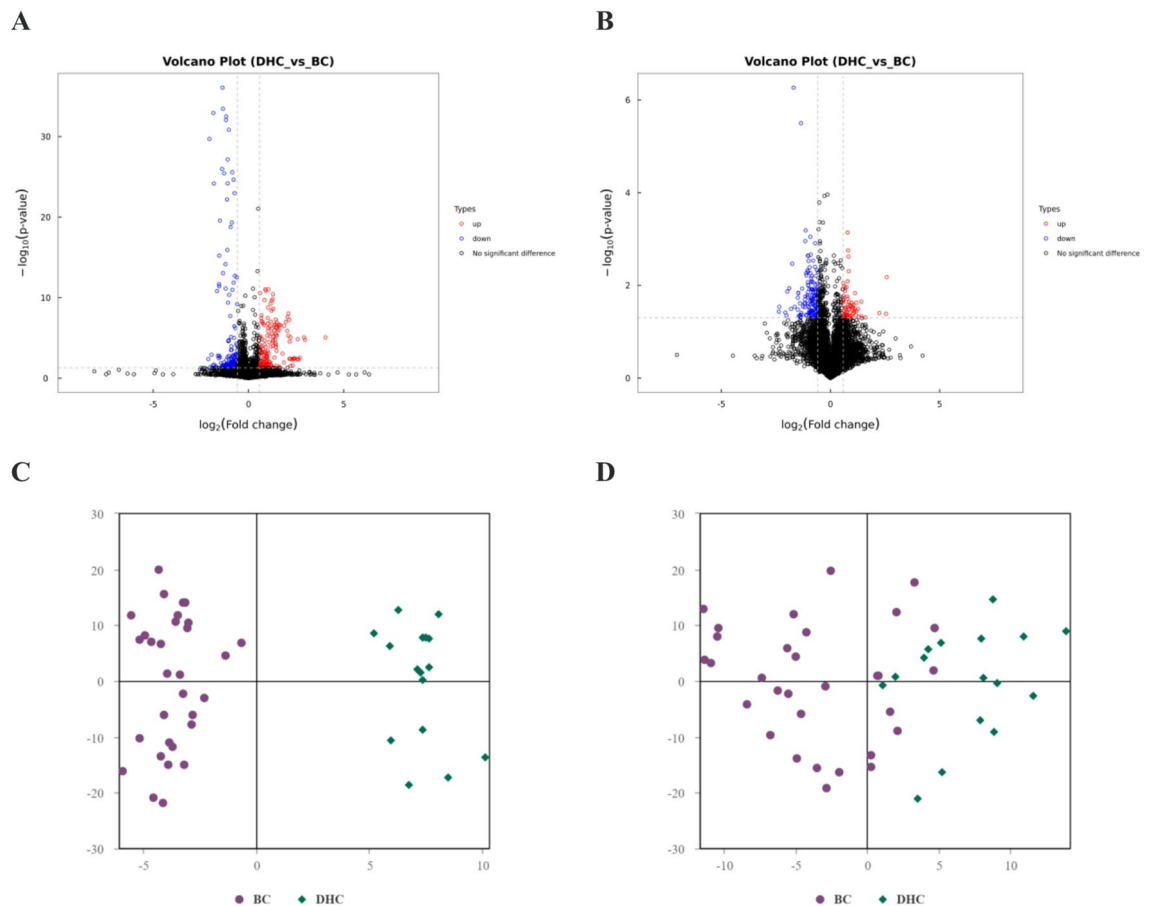 A
Volcano Plot (DHC_vs_BC)
30
20
10
0
-5
0
5
−log10(p-value)
log2(Fold change)
Types
up
down
No significant difference
B
Volcano Plot (DHC_vs_BC)
6
4
2
0
-5
0
5
−log10(p-value)
log2(Fold change)
Types
up
down
No significant difference
C
30
20
10
0
-10
-20
-30
-5
0
5
10
BC
DHC
D
30
20
10
0
-10
-20
-30
-10
-5
0
5
10
BC
DHC